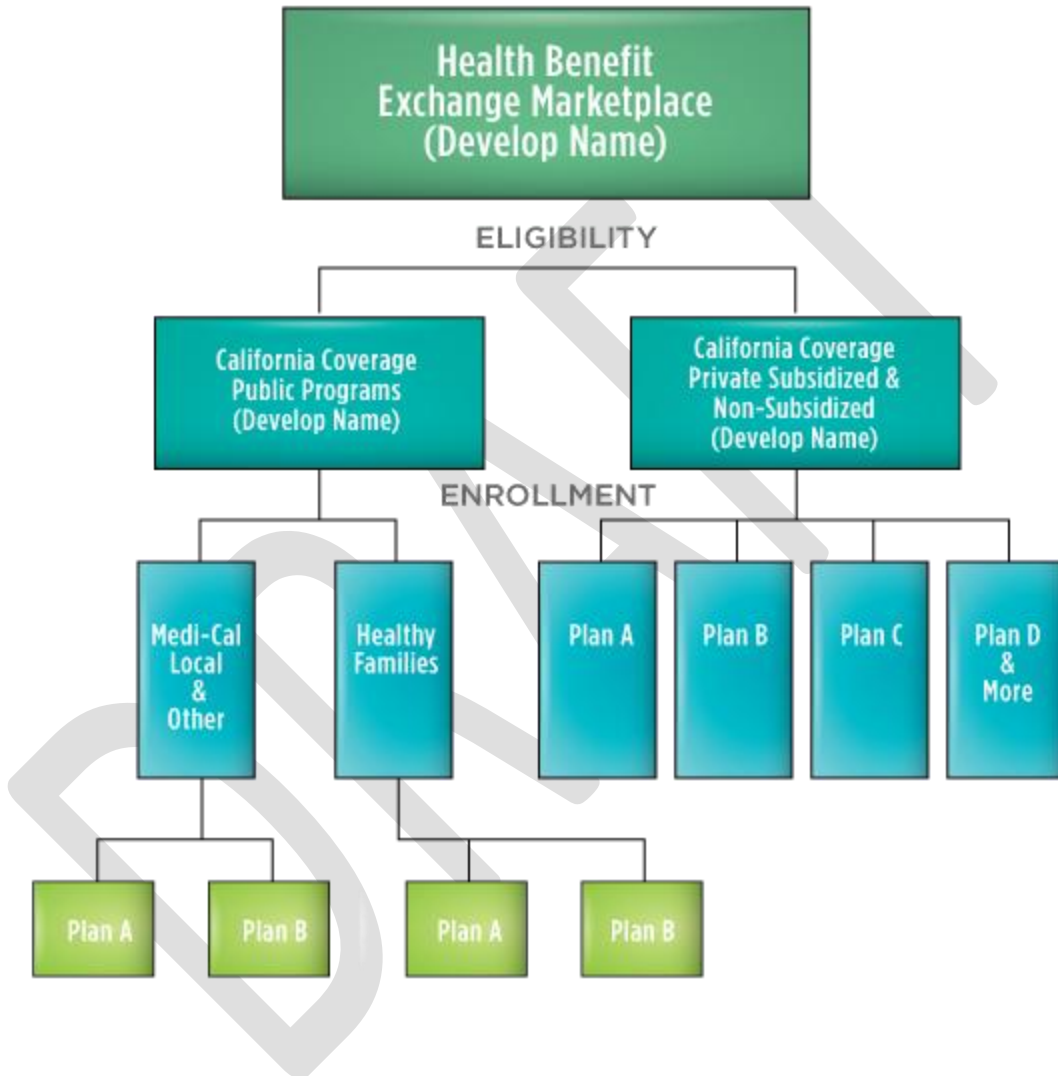 Health Benefit
Exchange Marketplace
(Develop Name)
ELIGIBILITY
California Coverage
Public Programs
(Develop Name)
California Coverage
Private Subsidized &
Non-Subsidized
(Develop Name)
ENROLLMENT
Medi-Cal
Local
&
Other
Healthy
Families
Plan A
Plan B
Plan C
Plan D
&
More
Plan A
Plan B
Plan A
Plan B
DRAFT